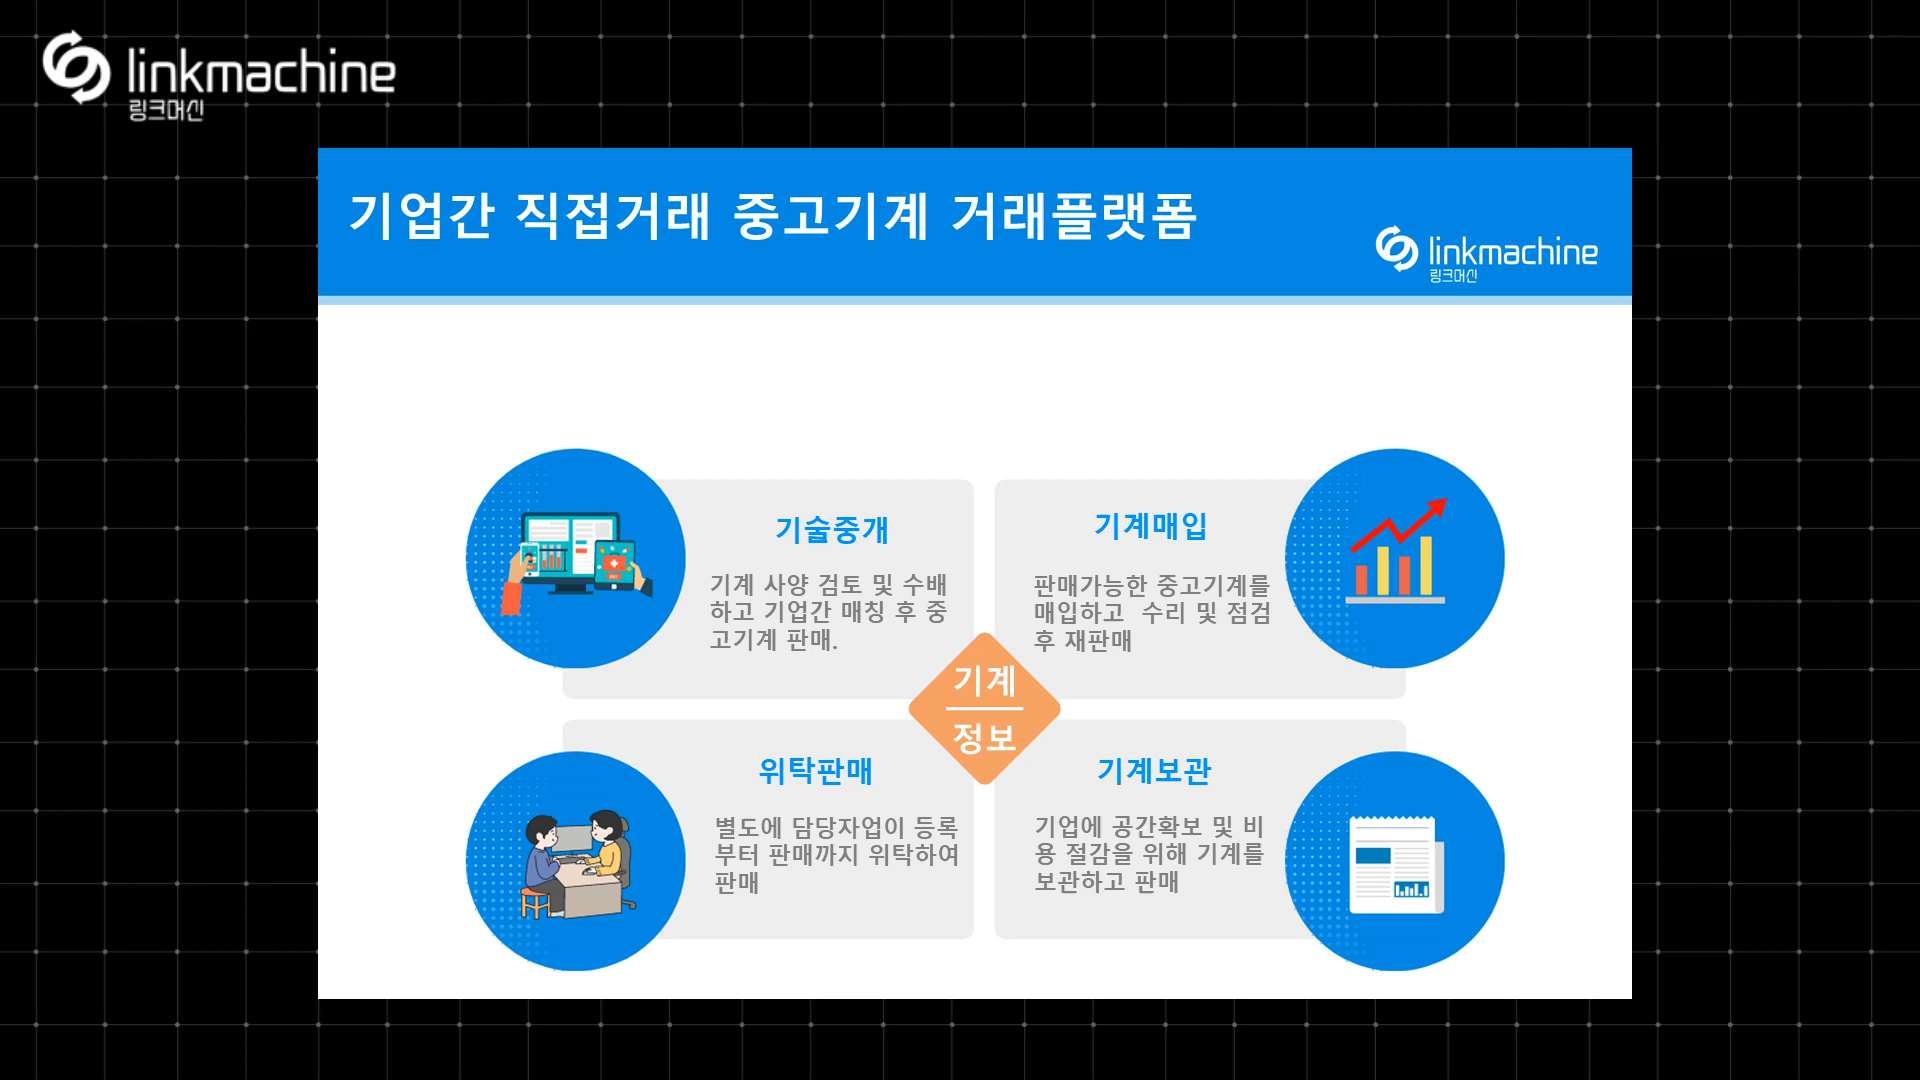 linkmachine
링크머신
기업간 직접거래 중고기계 거래플랫폼
linkmachine
링크머신
기술중개
기계 사양 검토 및 수배
하고 기업간 매칭 후 중
고기계 판매.
기계매입
판매가능한 중고기계를
매입하고 수리 및 점검
후 재판매
기계
정보
위탁판매
별도에 담당자업이 등록
부터 판매까지 위탁하여
판매
기계보관
기업에 공간확보 및 비
용 절감을 위해 기계를
보관하고 판매